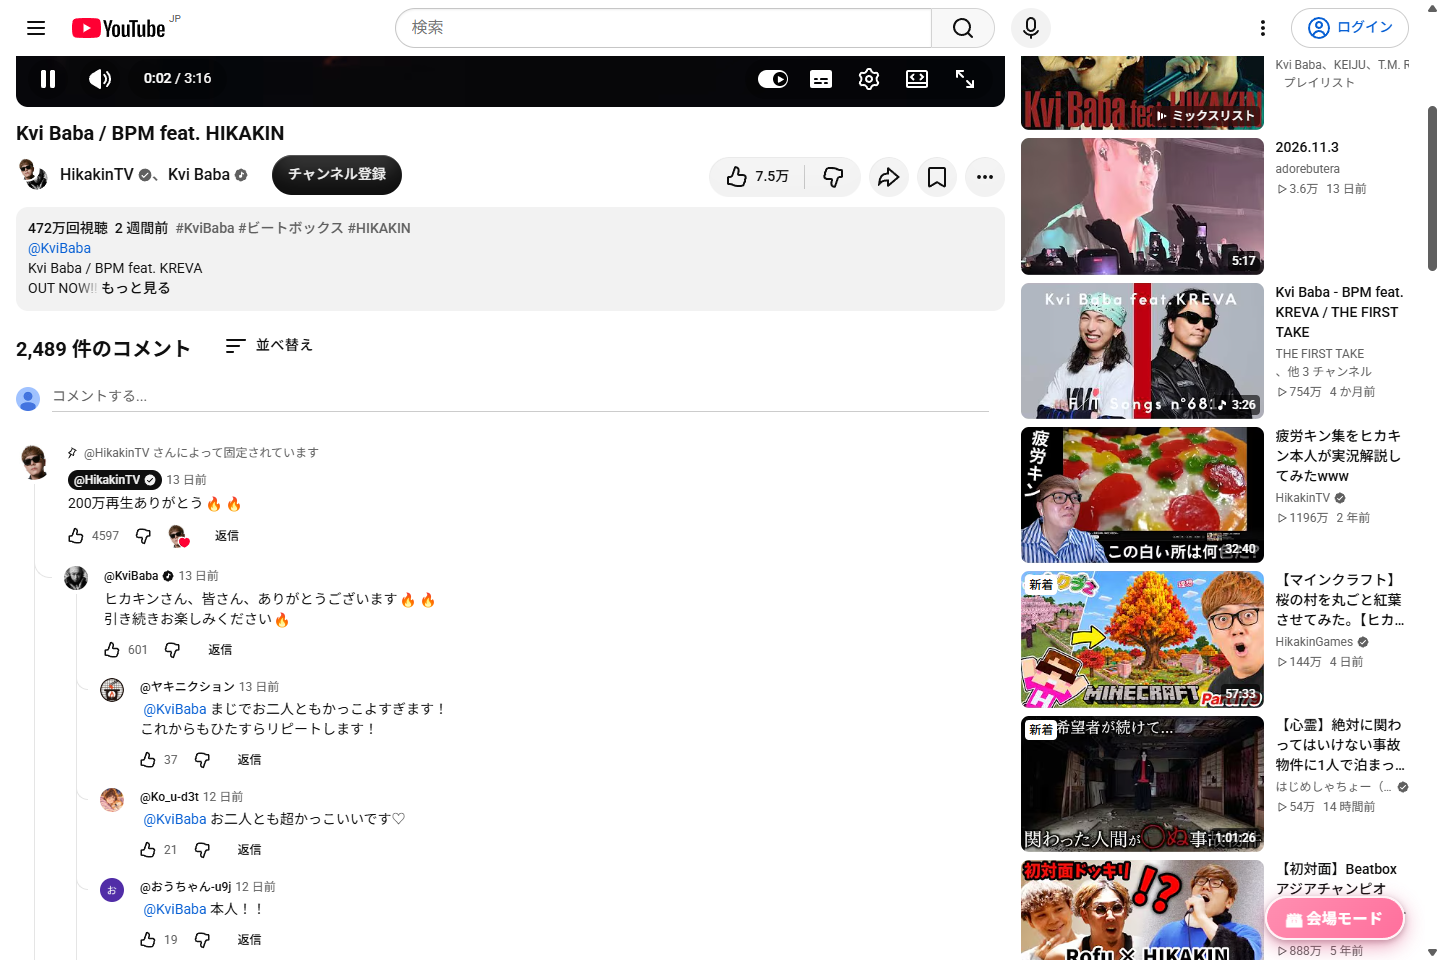 YouTube JP
検索
ログイン
0:02 / 3:16
Kvi Baba / BPM feat. HIKAKIN
HikakinTV 、Kvi Baba
チャンネル登録
7.5万
472万回視聴 2 週間前 #KviBaba #ビートボックス #HIKAKIN
@KviBaba
Kvi Baba / BPM feat. KREVA
OUT NOW!! もっと見る
2,489 件のコメント
並べ替え
コメントする...
@HikakinTV さんによって固定されています
@HikakinTV 13 日前
200万再生ありがとう🔥 🔥
4597
返信
@KviBaba 13 日前
ヒカキンさん、皆さん、ありがとうございます🔥 🔥
引き続きお楽しみください🔥
601
返信
@ヤキニクション 13 日前
@KviBaba まじでお二人ともかっこよすぎます！
これからもひたすらリピートします！
37
返信
@Ko_u-d3t 12 日前
@KviBaba お二人とも超かっこいいです♡
21
返信
お
@おうちゃん-u9j 12 日前
@KviBaba 本人！！
19
返信
Kvi Baba feat. HIKAKIN
ミックスリスト
Kvi Baba、KEIJU、T.M. R
プレイリスト
5:17
2026.11.3
adorebutera
3.6万 13 日前
Kvi Baba feat. KREVA
Songs n°68
3:26
Kvi Baba - BPM feat.
KREVA / THE FIRST
TAKE
THE FIRST TAKE
、他 3 チャンネル
754万 4 か月前
疲労キン
この白い所は何
32:40
疲労キン集をヒカキ
ン本人が実況解説し
てみたwww
HikakinTV
1196万 2 年前
新着
MINECRAFT
57:33
【マインクラフト】
桜の村を丸ごと紅葉
させてみた。【ヒカ...
HikakinGames
144万 4 日前
新着
希望者が続けて...
関わった人間が〇ぬ事
1:01:26
【心霊】絶対に関わ
ってはいけない事故
物件に1人で泊まっ...
はじめしゃちょー（...
54万 14 時間前
初対面ドッキリ
!?
Rofu × HIKAKIN
【初対面】Beatbox
アジアチャンピオ
会場モード
888万 5 年前